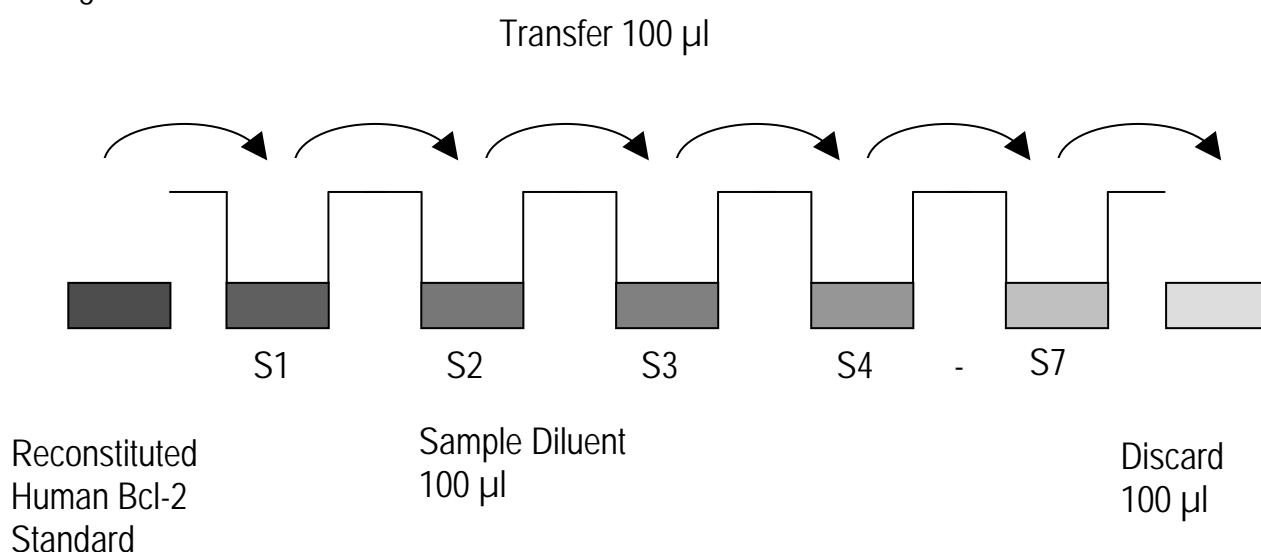 Transfer 100 µl
S1 S2 S3 S4 - S7
Reconstituted
Human Bcl-2
Standard
Sample Diluent
100 µl
Discard
100 µl